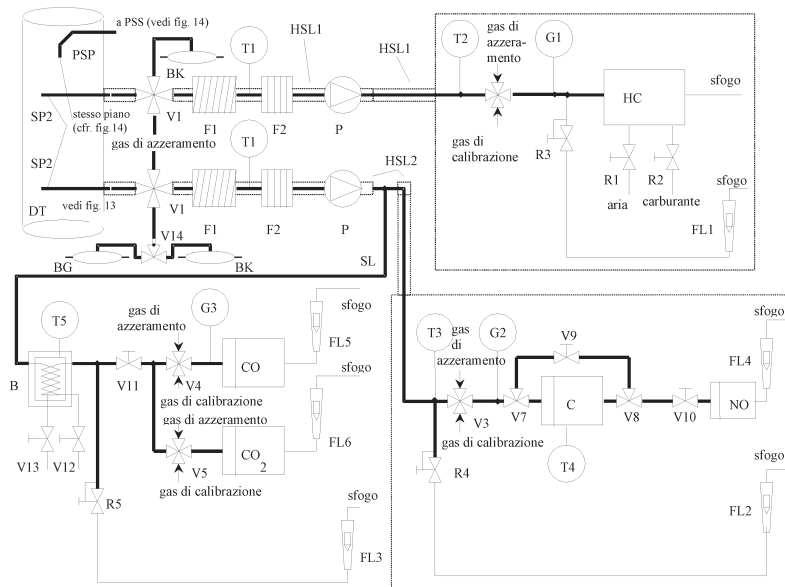 a PSS (vedi fig. 14)
PSP
BK
T1
HSL1
HSL1
T2
gas di
azzera-
mento
G1
sfogo
HC
SP2
stesso piano
(cfr. fig.14)
V1
F1
F2
P
gas di
calibrazione
R3
R1
R2
aria
carburante
sfogo
FL1
gas di azzeramento
T1
SP2
HSL2
DT
vedi fig. 13
V1
F1
F2
P
V14
BG
BK
SL
T5
gas di
azzeramento
G3
sfogo
FL5
CO
B
V11
V4
gas di calibrazione
sfogo
gas di azzeramento
FL6
CO
2
V13
V12
V5
gas di calibrazione
R5
sfogo
FL3
T3
gas
di
azzeramento
G2
V9
sfogo
FL4
C
NO
V3
V7
V8
V10
gas di calibrazione
T4
R4
sfogo
FL2